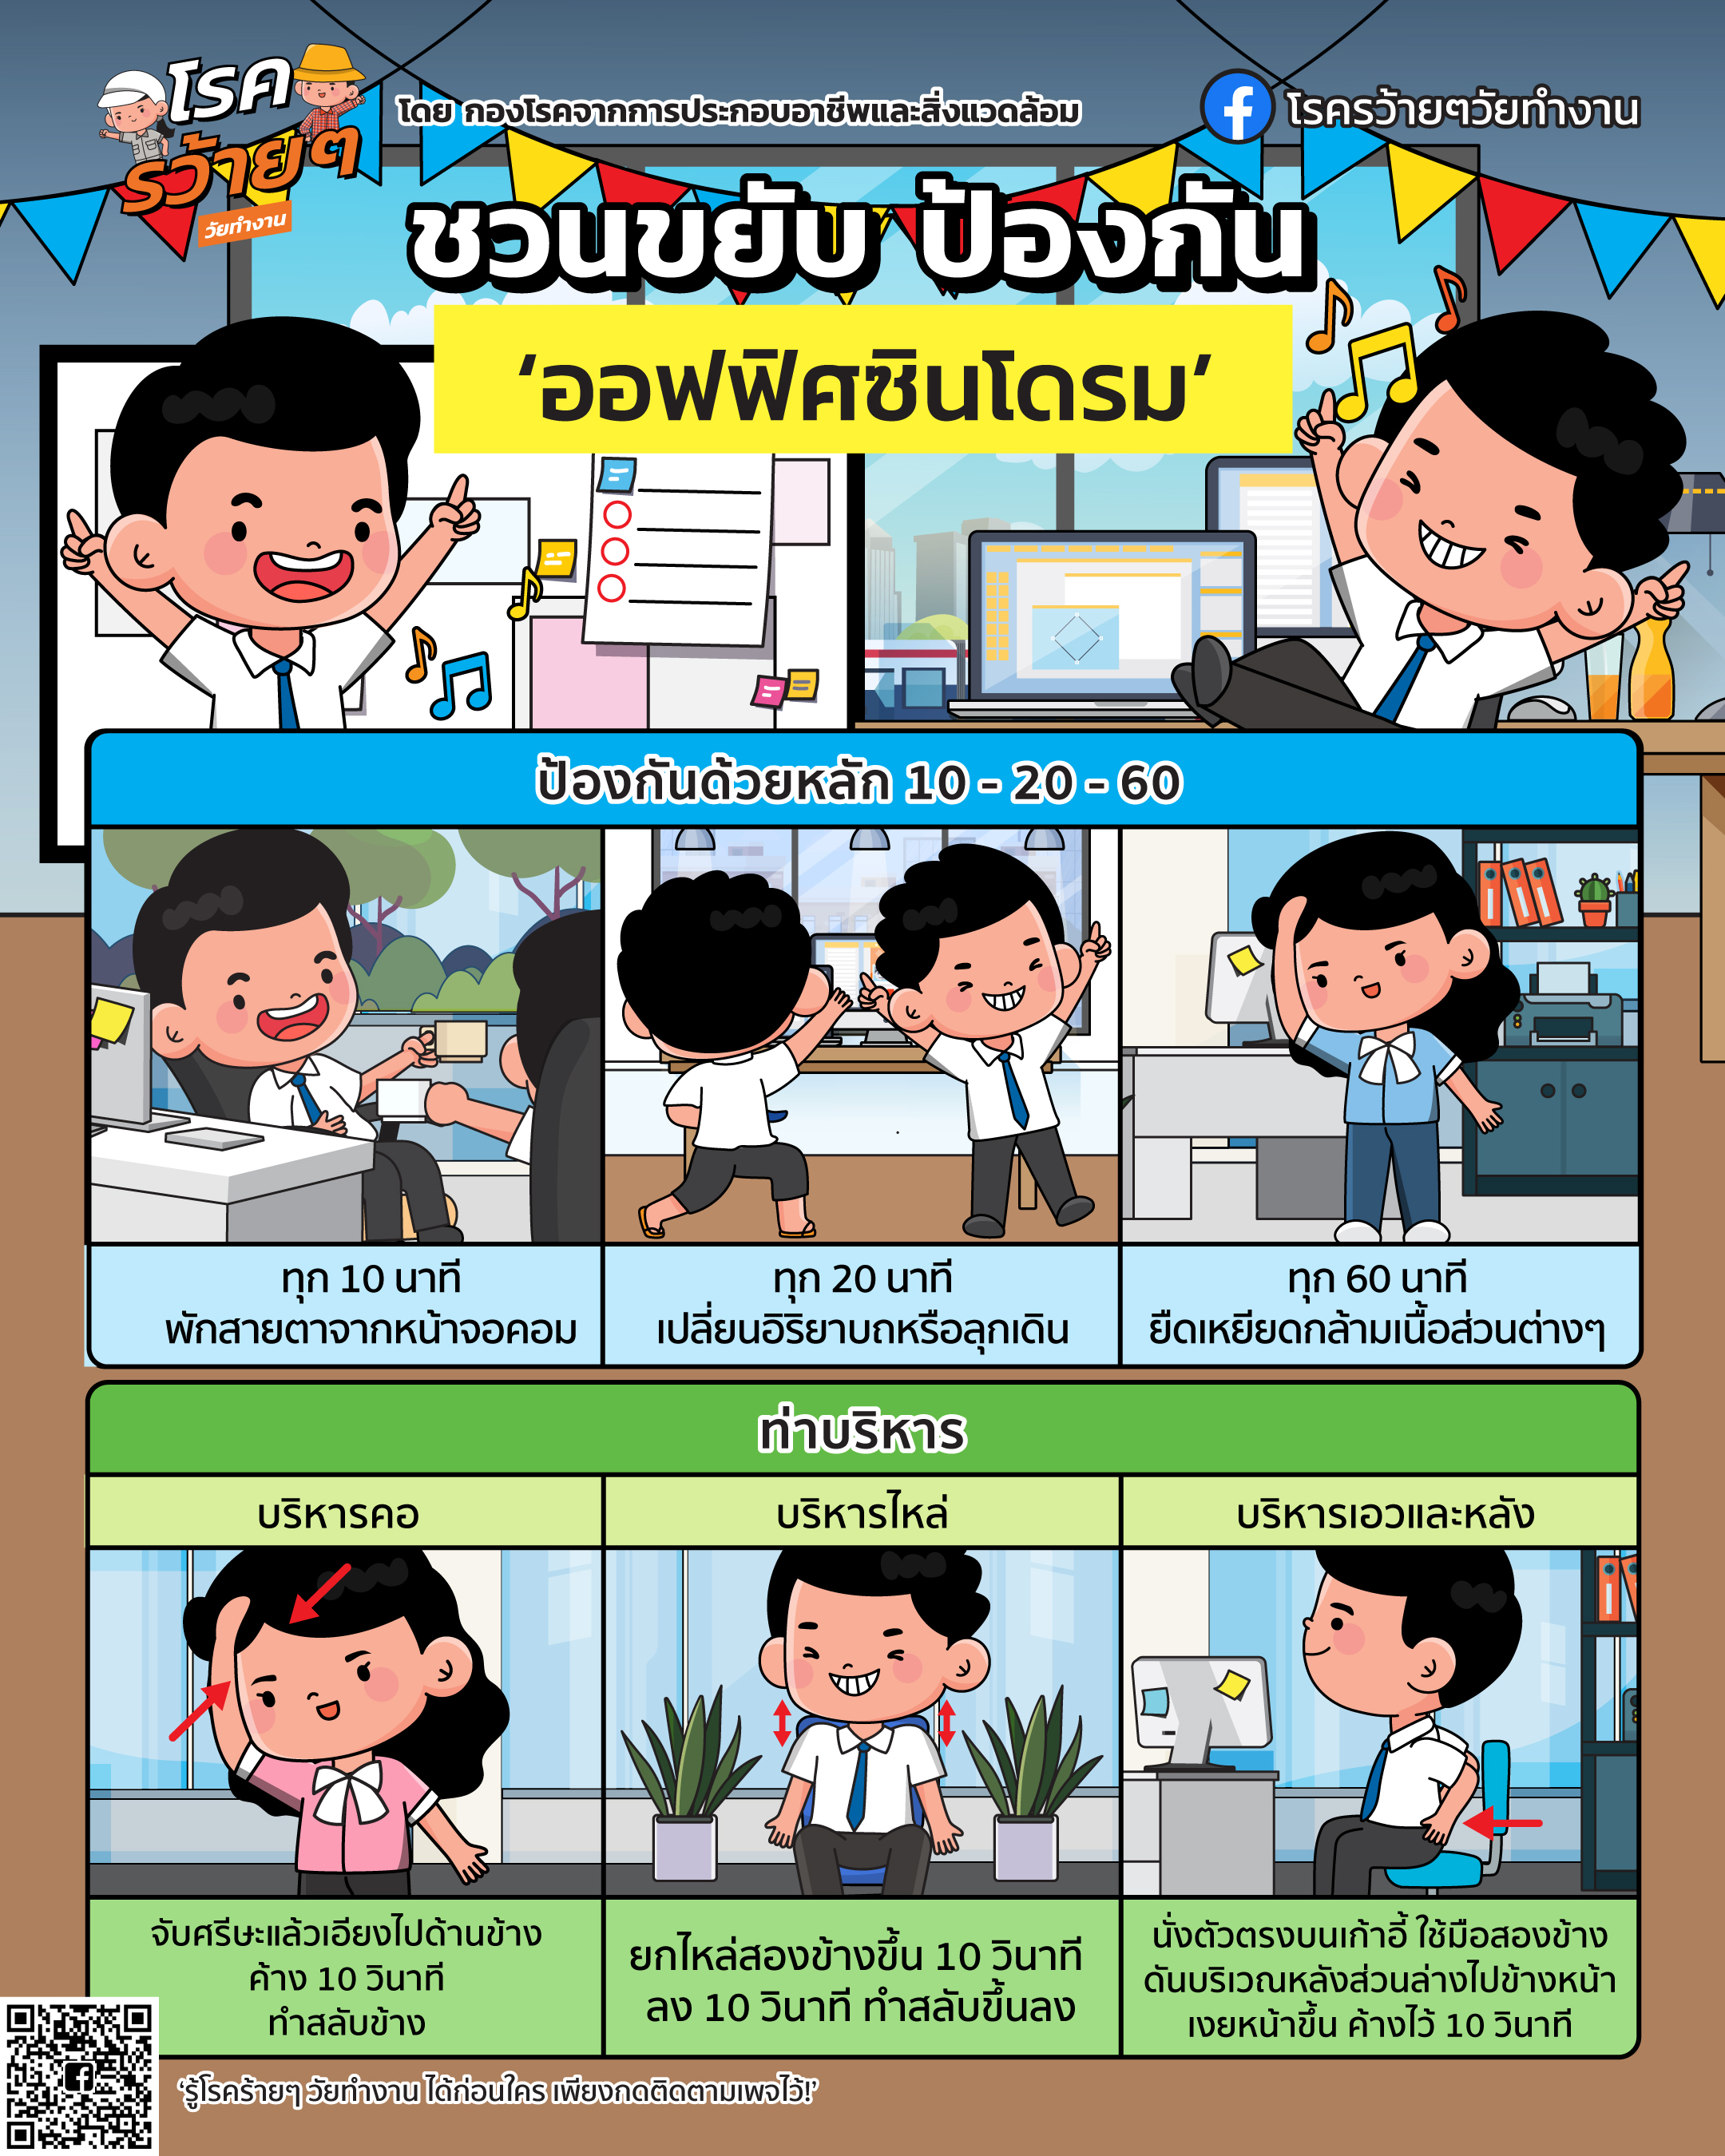 โรค
รว้ายๆ
วัยทำงาน
โดย กองโรคจากการประกอบอาชีพและสิ่งแวดล้อม
โรครว้ายๆวัยทำงาน
ชวนขยับ ป้องกัน
‘ออฟฟิศซินโดรม’
ป้องกันด้วยหลัก 10 - 20 - 60
ทุก 10 นาที
พักสายตาจากหน้าจอคอม
ทุก 20 นาที
เปลี่ยนอิริยาบถหรือลุกเดิน
ทุก 60 นาที
ยืดเหยียดกล้ามเนื้อส่วนต่างๆ
ท่าบริหาร
บริหารคอ
บริหารไหล่
บริหารเอวและหลัง
จับศรีษะแล้วเอียงไปด้านข้าง
ค้าง 10 วินาที
ทำสลับข้าง
ยกไหล่สองข้างขึ้น 10 วินาที
ลง 10 วินาที ทำสลับขึ้นลง
นั่งตัวตรงบนเก้าอี้ ใช้มือสองข้าง
ดันบริเวณหลังส่วนล่างไปข้างหน้า
เงยหน้าขึ้น ค้างไว้ 10 วินาที
‘รู้โรคร้ายๆ วัยทำงาน ได้ก่อนใคร เพียงกดติดตามเพจไว้!’